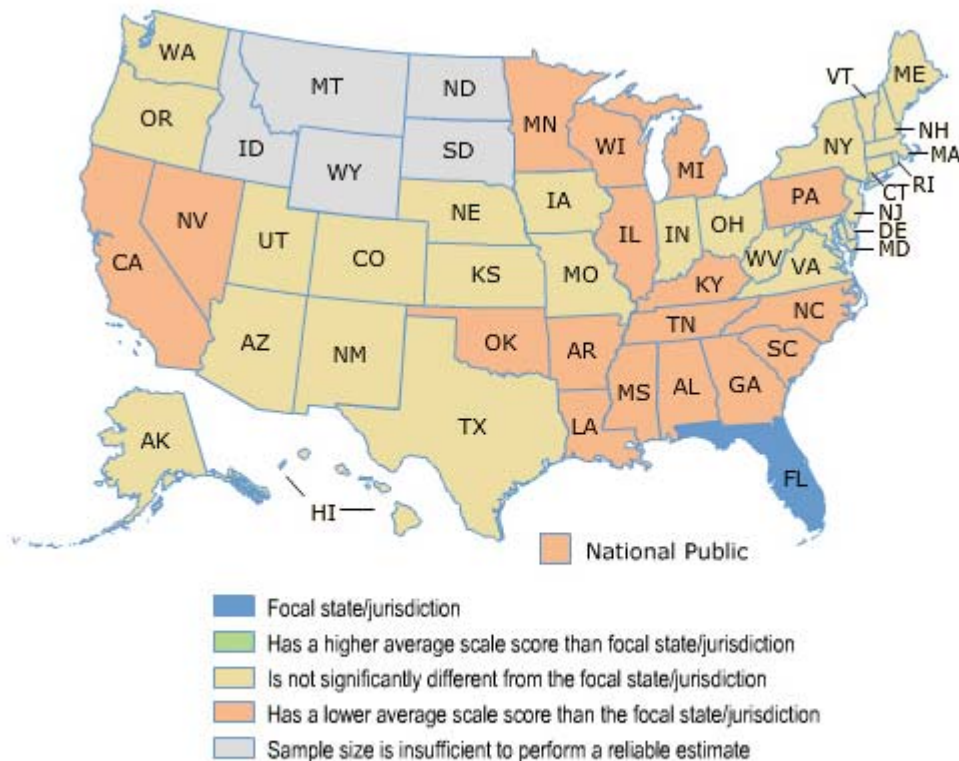 WA
MT
ND
VT
ME
OR
MN
ID
SD
WI
NY
NH
MA
WY
MI
RI
CT
NV
NE
IA
PA
NJ
UT
CO
IL
IN
OH
DE
MD
CA
KS
MO
WV
VA
KY
AZ
NM
OK
AR
TN
NC
SC
TX
MS
AL
GA
LA
AK
FL
HI
National Public
Focal state/jurisdiction
Has a higher average scale score than focal state/jurisdiction
Is not significantly different from the focal state/jurisdiction
Has a lower average scale score than the focal state/jurisdiction
Sample size is insufficient to perform a reliable estimate